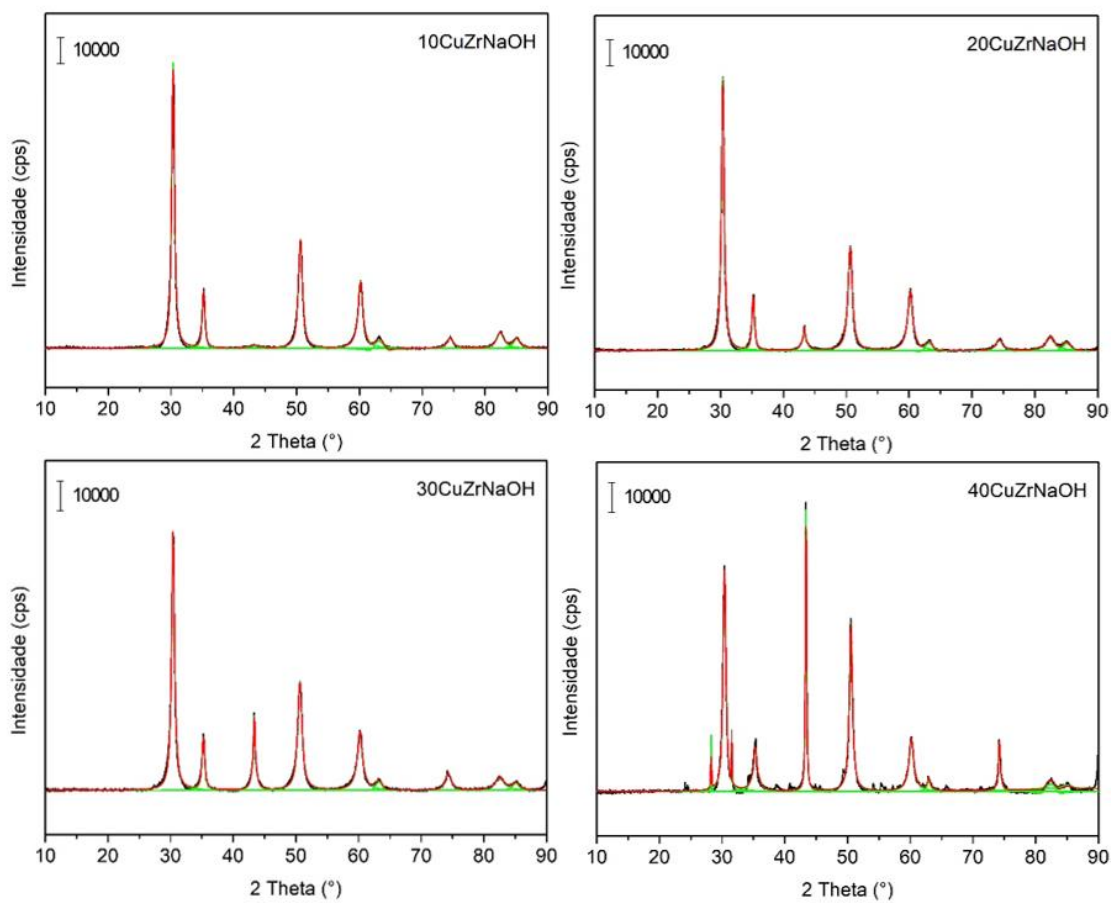 10000
10CuZrNaOH
Intensidade (cps)
10 20 30 40 50 60 70 80 90
2 Theta (°)
10000
20CuZrNaOH
Intensidade (cps)
10 20 30 40 50 60 70 80 90
2 Theta (°)
10000
30CuZrNaOH
Intensidade (cps)
10 20 30 40 50 60 70 80 90
2 Theta (°)
10000
40CuZrNaOH
Intensidade (cps)
10 20 30 40 50 60 70 80 90
2 Theta (°)